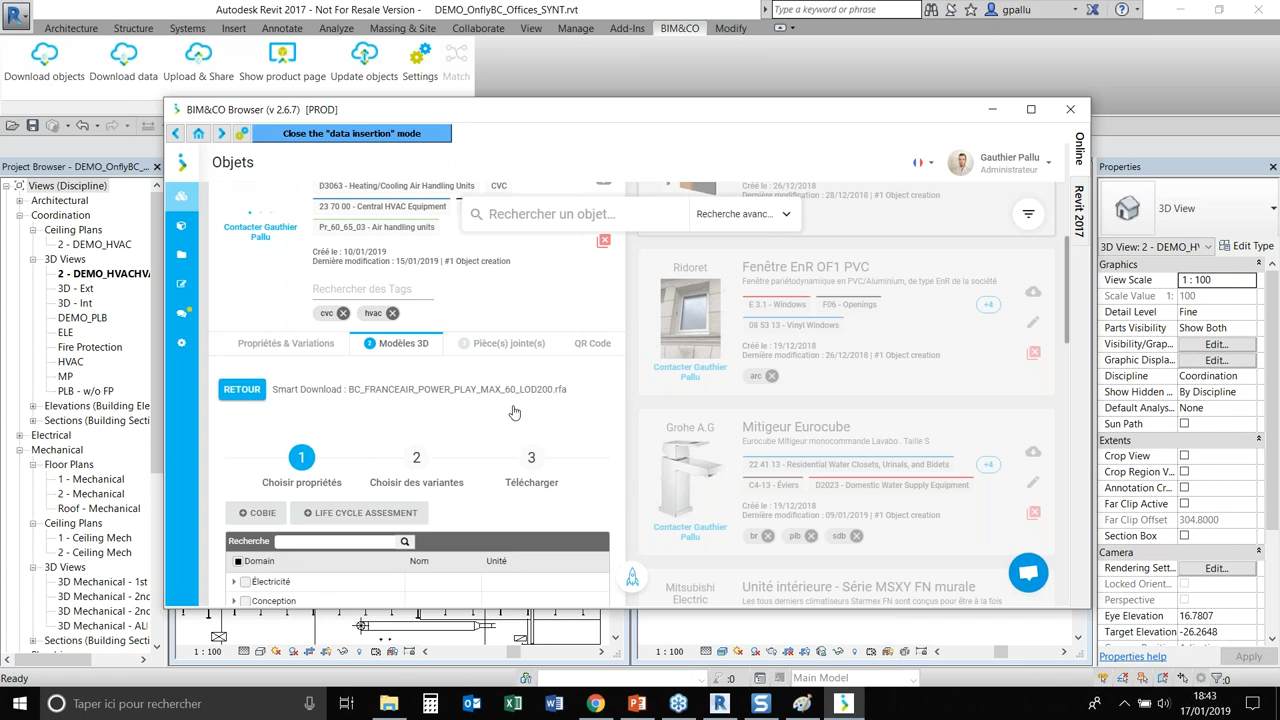 Autodesk Revit 2017 - Not For Resale Version - DEMO_OnflyBC_Offices_SYNT.rvt
Type a keyword or phrase
gpallu
Architecture Structure Systems Insert Annotate Analyze Massing & Site Collaborate View Manage Add-Ins BIM&CO Modify
Download objects Download data Upload & Share Show product page Update objects Settings Match
BIM&CO Browser (v 2.6.7) [PROD]
Close the "data insertion" mode
Project Browser - DEMO_OnflyBC_...
Views (Discipline)
Architectural
Coordination
Ceiling Plans
2 - DEMO_HVAC
3D Views
2 - DEMO_HVACHV
3D - Ext
3D - Int
DEMO_PLB
ELE
Fire Protection
HVAC
MP
PLB - w/o FP
Elevations (Building Ele
Sections (Building Ele
Electrical
Mechanical
Floor Plans
1 - Mechanical
2 - Mechanical
Roof - Mechanical
Ceiling Plans
1 - Ceiling Mech
2 - Ceiling Mech
3D Views
3D Mechanical - 1st
3D Mechanical - 2nd
3D Mechanical - 2nd
3D Mechanical - ALl
Sections (Building Ele
Objets
Gauthier Pallu
Administrateur
Online
Revit 2017
D3063 - Heating/Cooling Air Handling Units CVC
23 70 00 - Central HVAC Equipment
Pr_60_65_03 - Air handling units
Contacter Gauthier
Pallu
Créé le : 10/01/2019
Dernière modification : 15/01/2019 | #1 Object creation
Rechercher des Tags
cvc hvac
Rechercher un objet...
Recherche avanc...
Propriétés & Variations 2 Modèles 3D 3 Pièce(s) jointe(s) QR Code
RETOUR Smart Download : BC_FRANCEAIR_POWER_PLAY_MAX_60_LOD200.rfa
1 2 3
Choisir propriétés Choisir des variantes Télécharger
COBIE LIFE CYCLE ASSESMENT
Recherche
Domain Nom Unité
Électricité
Conception
Créé le : 26/12/2018
Dernière modification : 28/12/2018 | #1 Object creation
Ridoret
Fenêtre EnR OF1 PVC
Fenêtre pariétodynamique en PVC/Aluminium, de type EnR de la société
E 3.1 - Windows F06 - Openings
+4
08 53 13 - Vinyl Windows
Créé le : 19/12/2018
Dernière modification : 26/12/2018 | #1 Object creation
Contacter Gauthier
Pallu
arc
Grohe A.G
Mitigeur Eurocube
Eurocube Mitigeur monocommande Lavabo . Taille S
22 41 13 - Residential Water Closets, Urinals, and Bidets
+4
C4-13 - Éviers D2023 - Domestic Water Supply Equipment
Créé le : 19/12/2018
Dernière modification : 09/01/2019 | #1 Object creation
Contacter Gauthier
Pallu
br plb sdb
Mitsubishi
Electric
Unité intérieure - Série MSXY FN murale
Les tous derniers climatiseurs Starmex FN sont conçus pour être à la fois
Properties
3D View
3D View: 2 - DEMO_HV Edit Type
Graphics
View Scale 1 : 100
Scale Value 1: 100
Detail Level Fine
Parts Visibility Show Both
Visibility/Grap... Edit...
Graphic Displa... Edit...
Discipline Coordination
Show Hidden ... By Discipline
Default Analys... None
Sun Path
Extents
Crop View
Crop Region V...
Annotation Cr...
Far Clip Active
Far Clip Offset 304.8000
Section Box
Camera
Rendering Sett... Edit...
Locked Orient...
Perspective
Eye Elevation 16.7807
Target Elevation -26.2648
Properties help Apply
1 : 100
1 : 100
Ready
:0
Main Model
:0
Taper ici pour rechercher
18:43
17/01/2019